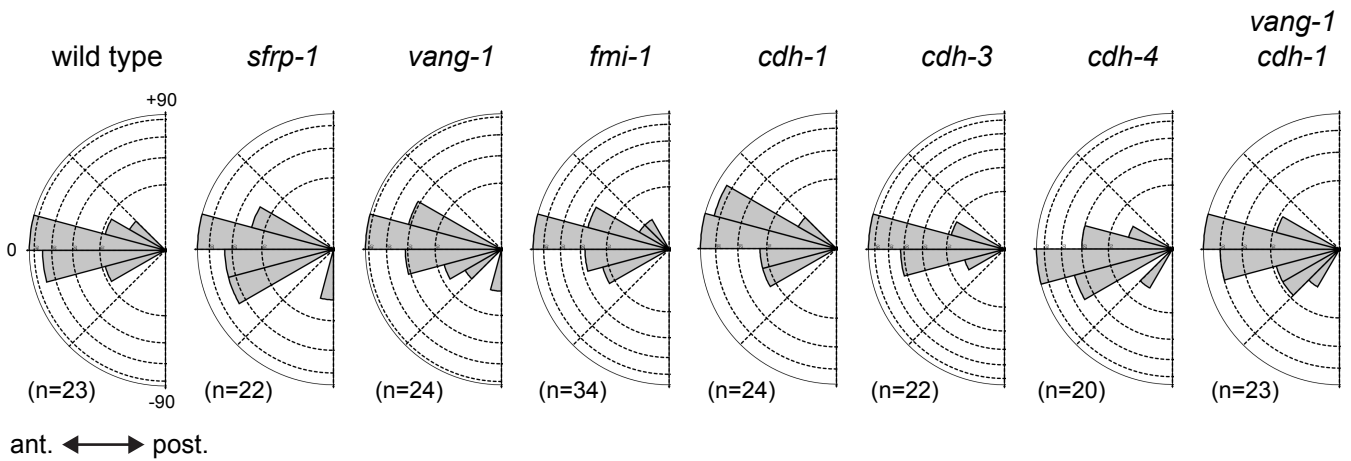 vang-1
wild type sfrp-1 vang-1 fmi-1 cdh-1 cdh-3 cdh-4 cdh-1
+90
0
(n=23) (n=22) (n=24) (n=34) (n=24) (n=22) (n=20) (n=23)
-90
ant. post.